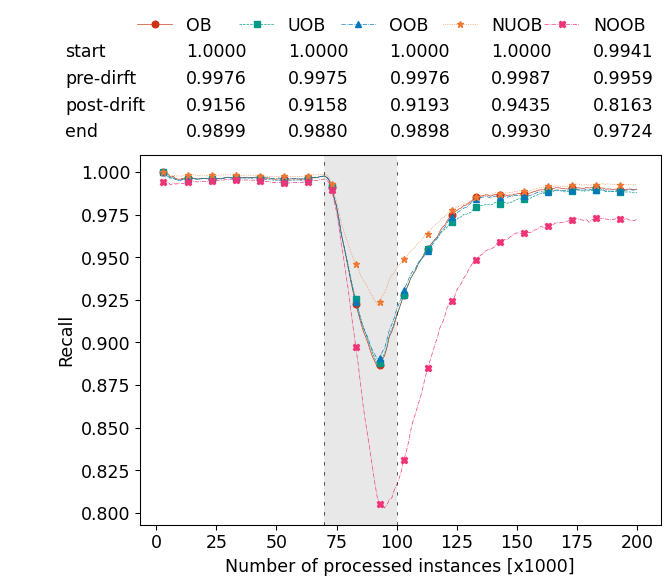 OB UOB OOB NUOB NOOB
start 1.0000 1.0000 1.0000 1.0000 0.9941
pre-dirft 0.9976 0.9975 0.9976 0.9987 0.9959
post-drift 0.9156 0.9158 0.9193 0.9435 0.8163
end 0.9899 0.9880 0.9898 0.9930 0.9724
1.000
0.975
0.950
0.925
0.900
0.875
0.850
0.825
0.800
Recall
0 25 50 75 100 125 150 175 200
Number of processed instances [x1000]